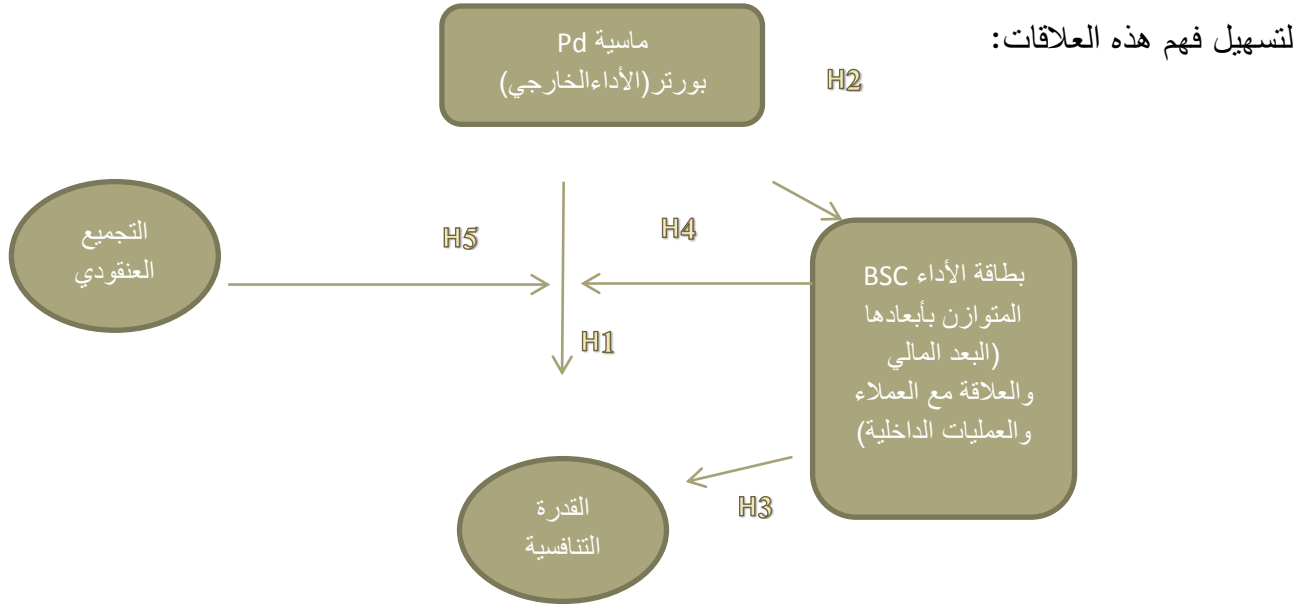 لتسهيل فهم هذه العلاقات:
ماسية Pd
بورتر(الأداءالخارجي)
H2
التجميع
العنقودي
H5
H4
بطاقة الأداء BSC
المتوازن بأبعادها
(البعد المالي
والعلاقة مع العملاء
والعمليات الداخلية)
H1
H3
القدرة
التنافسية